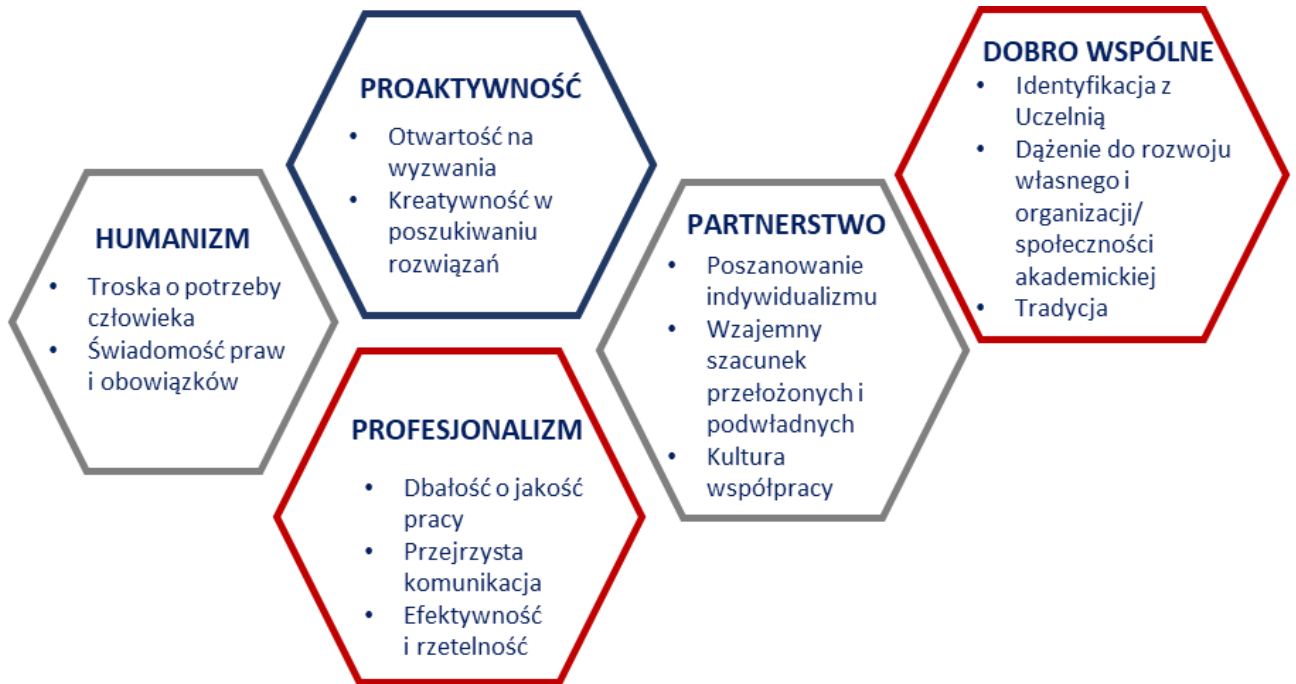 HUMANIZM
• Troska o potrzeby
człowieka
• Świadomość praw
i obowiązków
PROAKTYWNOŚĆ
• Otwartość na
wyzwania
• Kreatywność w
poszukiwaniu
rozwiązań
PROFESJONALIZM
• Dbałość o jakość
pracy
• Przejrzysta
komunikacja
• Efektywność
i rzetelność
PARTNERSTWO
• Poszanowanie
indywidualizmu
• Wzajemny
szacunek
przełożonych i
podwładnych
• Kultura
współpracy
DOBRO WSPÓLNE
• Identyfikacja z
Uczelnią
• Dążenie do rozwoju
własnego i
organizacji/
społeczności
akademickiej
• Tradycja